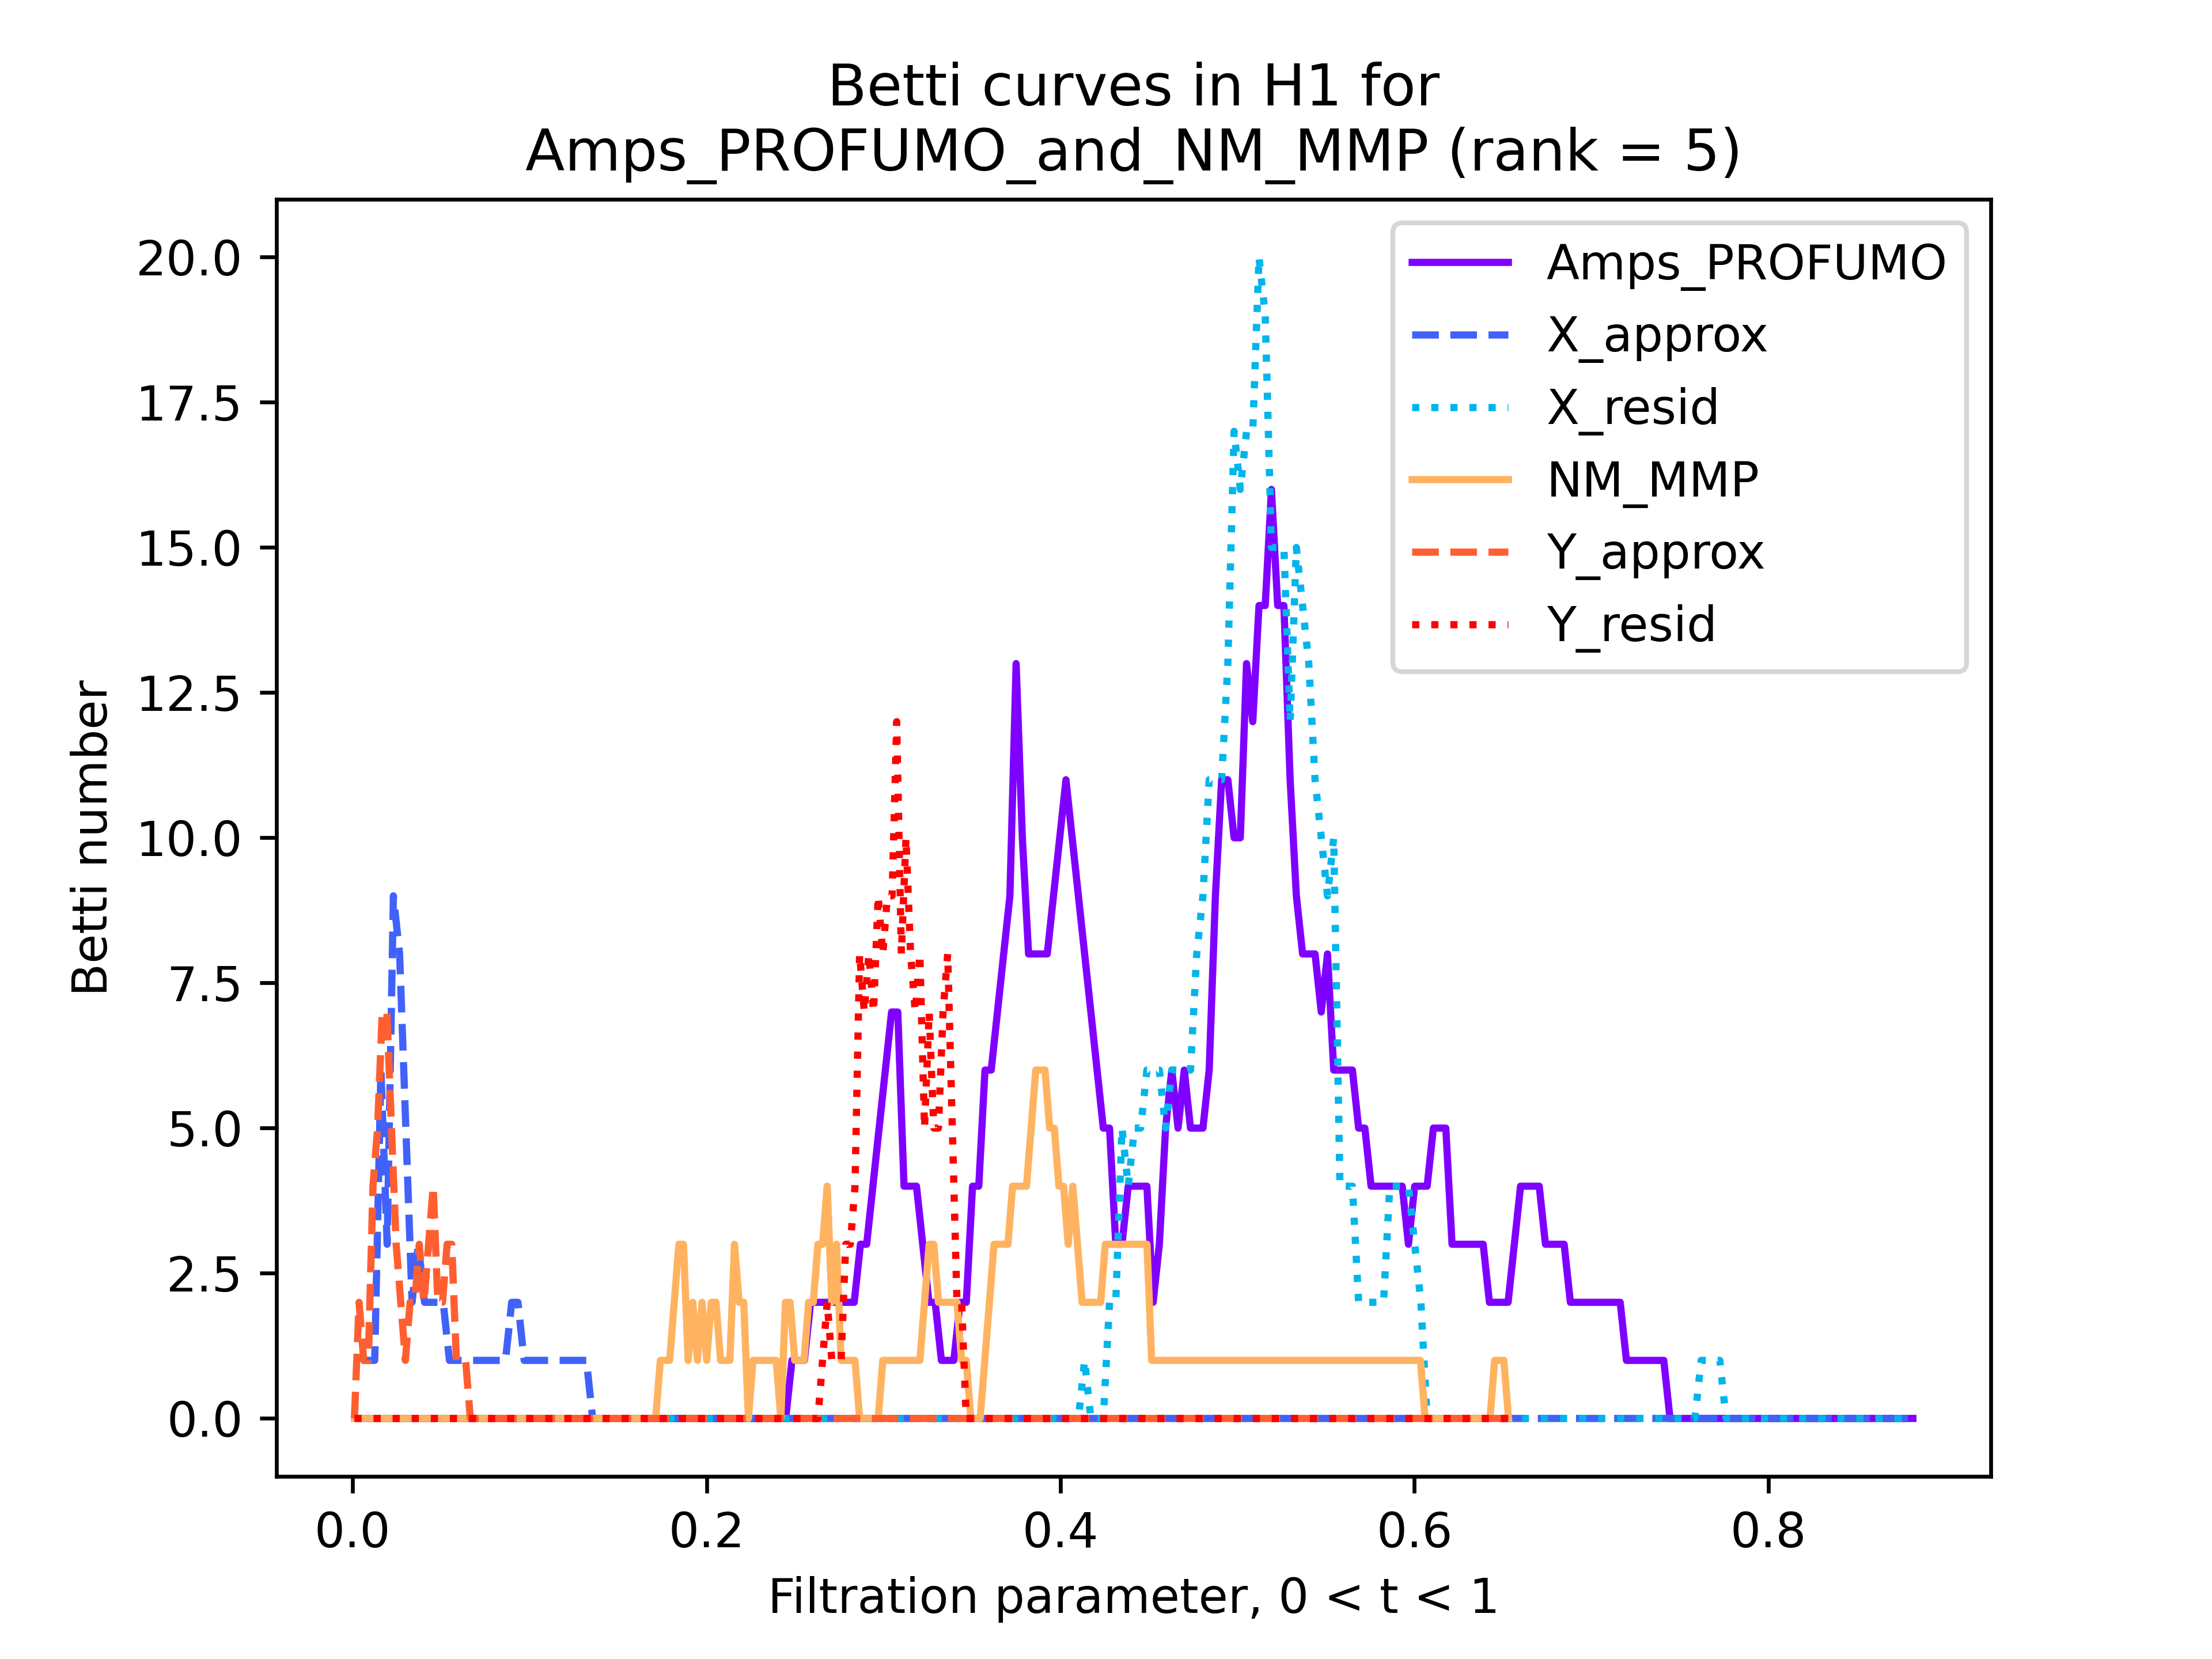 Betti curves in H1 for
Amps_PROFUMO_and_NM_MMP (rank = 5)
20.0
17.5
15.0
12.5
10.0
7.5
5.0
2.5
0.0
Betti number
Amps_PROFUMO
X_approx
X_resid
NM_MMP
Y_approx
Y_resid
0.0 0.2 0.4 0.6 0.8
Filtration parameter, 0 < t < 1